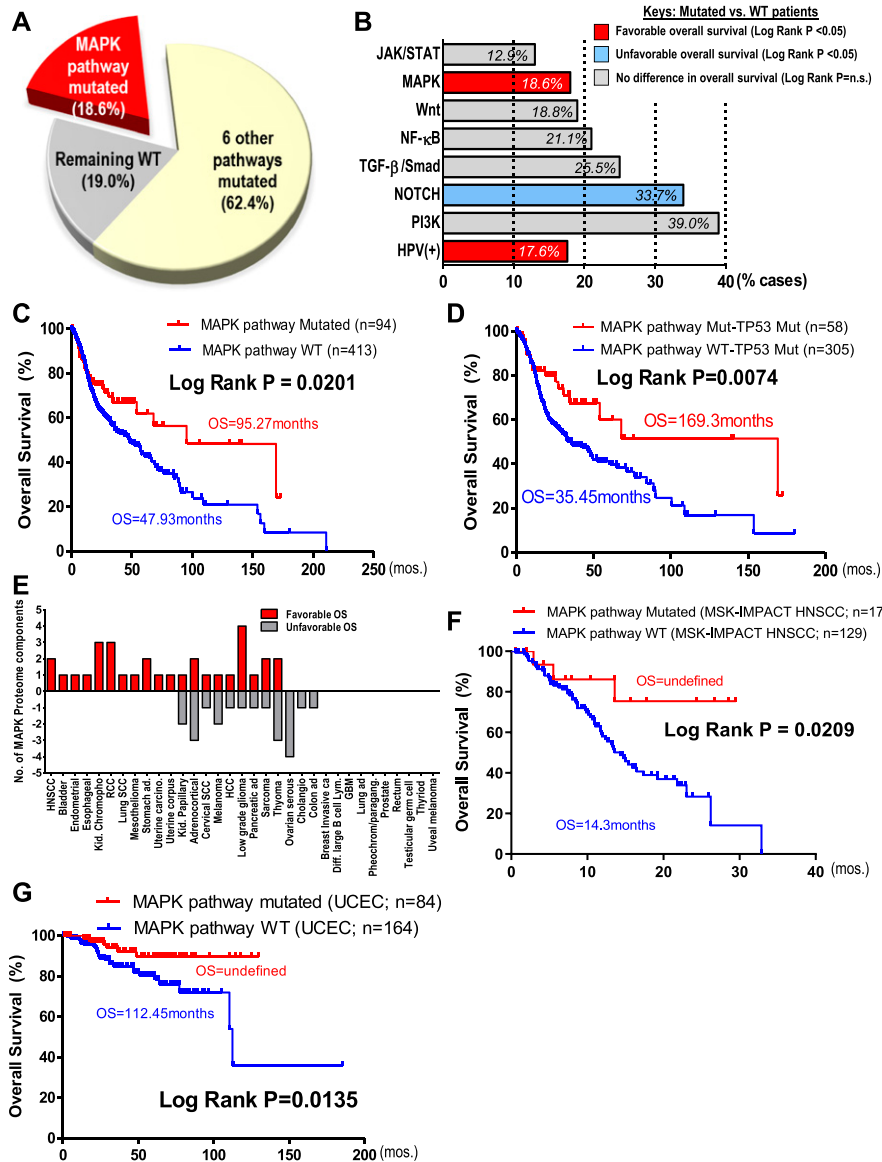 A
MAPK
pathway
mutated
(18.6%)
Remaining WT
(19.0%)
6 other
pathways
mutated
(62.4%)
B
Keys: Mutated vs. WT patients
Favorable overall survival (Log Rank P <0.05)
Unfavorable overall survival (Log Rank P <0.05)
No difference in overall survival (Log Rank P=n.s.)
JAK/STAT 12.9%
MAPK 18.6%
Wnt 18.8%
NF-κB 21.1%
TGF-β/Smad 25.5%
NOTCH 33.7%
PI3K 39.0%
HPV(+) 17.6%
0 10 20 30 40 (% cases)
C
MAPK pathway Mutated (n=94)
MAPK pathway WT (n=413)
Log Rank P = 0.0201
OS=95.27months
OS=47.93months
Overall Survival (%)
100
80
60
40
20
0
0 50 100 150 200 250 (mos.)
D
MAPK pathway Mut-TP53 Mut (n=58)
MAPK pathway WT-TP53 Mut (n=305)
Log Rank P=0.0074
OS=169.3months
OS=35.45months
Overall Survival (%)
100
80
60
40
20
0
0 50 100 150 200 (mos.)
E
Favorable OS
Unfavorable OS
No. of MAPK Proteome components
5
4
3
2
1
0
-1
-2
-3
-4
-5
HNSCC
Bladder
Endometrial
Esophageal
Kid. Chromopho
RCC
Lung SCC
Mesothelioma
Stomach ad.
Uterine carcinc.
Uterine corpus
Kid. Papillary
Adrenocortical
Cervical SCC
Melanoma
HCC
Low grade glioma
Pancreatic ad
Sarcoma
Thyoma
Ovarian serous
Cholangio
Colon ad
Breast Invasive ca
Diff. large B cell Lym.
GBM
Lung ad
Pheochrom/paragang.
Prostate
Rectum
Testicular germ cell
Thyriod
Uveal melanoma
F
MAPK pathway Mutated (MSK-IMPACT HNSCC; n=17
MAPK pathway WT (MSK-IMPACT HNSCC; n=129)
OS=undefined
Log Rank P = 0.0209
OS=14.3months
Overall Survival (%)
100
80
60
40
20
0
0 10 20 30 40 (mos.)
G
MAPK pathway mutated (UCEC; n=84)
MAPK pathway WT (UCEC; n=164)
OS=undefined
OS=112.45months
Log Rank P=0.0135
Overall Survival (%)
100
80
60
40
20
0
0 50 100 150 200 (mos.)